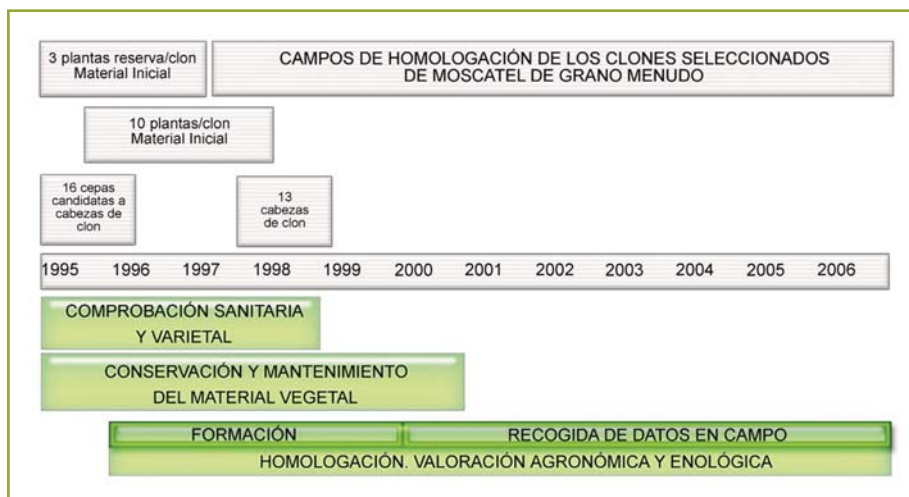 3 plantas reserva/clon
Material Inicial
CAMPOS DE HOMOLOGACIÓN DE LOS CLONES SELECCIONADOS
DE MOSCATEL DE GRANO MENUDO
10 plantas/clon
Material Inicial
16 cepas
candidatas a
cabezas de
clon
13
cabezas
de clon
1995 1996 1997 1998 1999 2000 2001 2002 2003 2004 2005 2006
COMPROBACIÓN SANITARIA
Y VARIETAL
CONSERVACIÓN Y MANTENIMIENTO
DEL MATERIAL VEGETAL
FORMACIÓN
RECOGIDA DE DATOS EN CAMPO
HOMOLOGACIÓN. VALORACIÓN AGRONÓMICA Y ENOLÓGICA